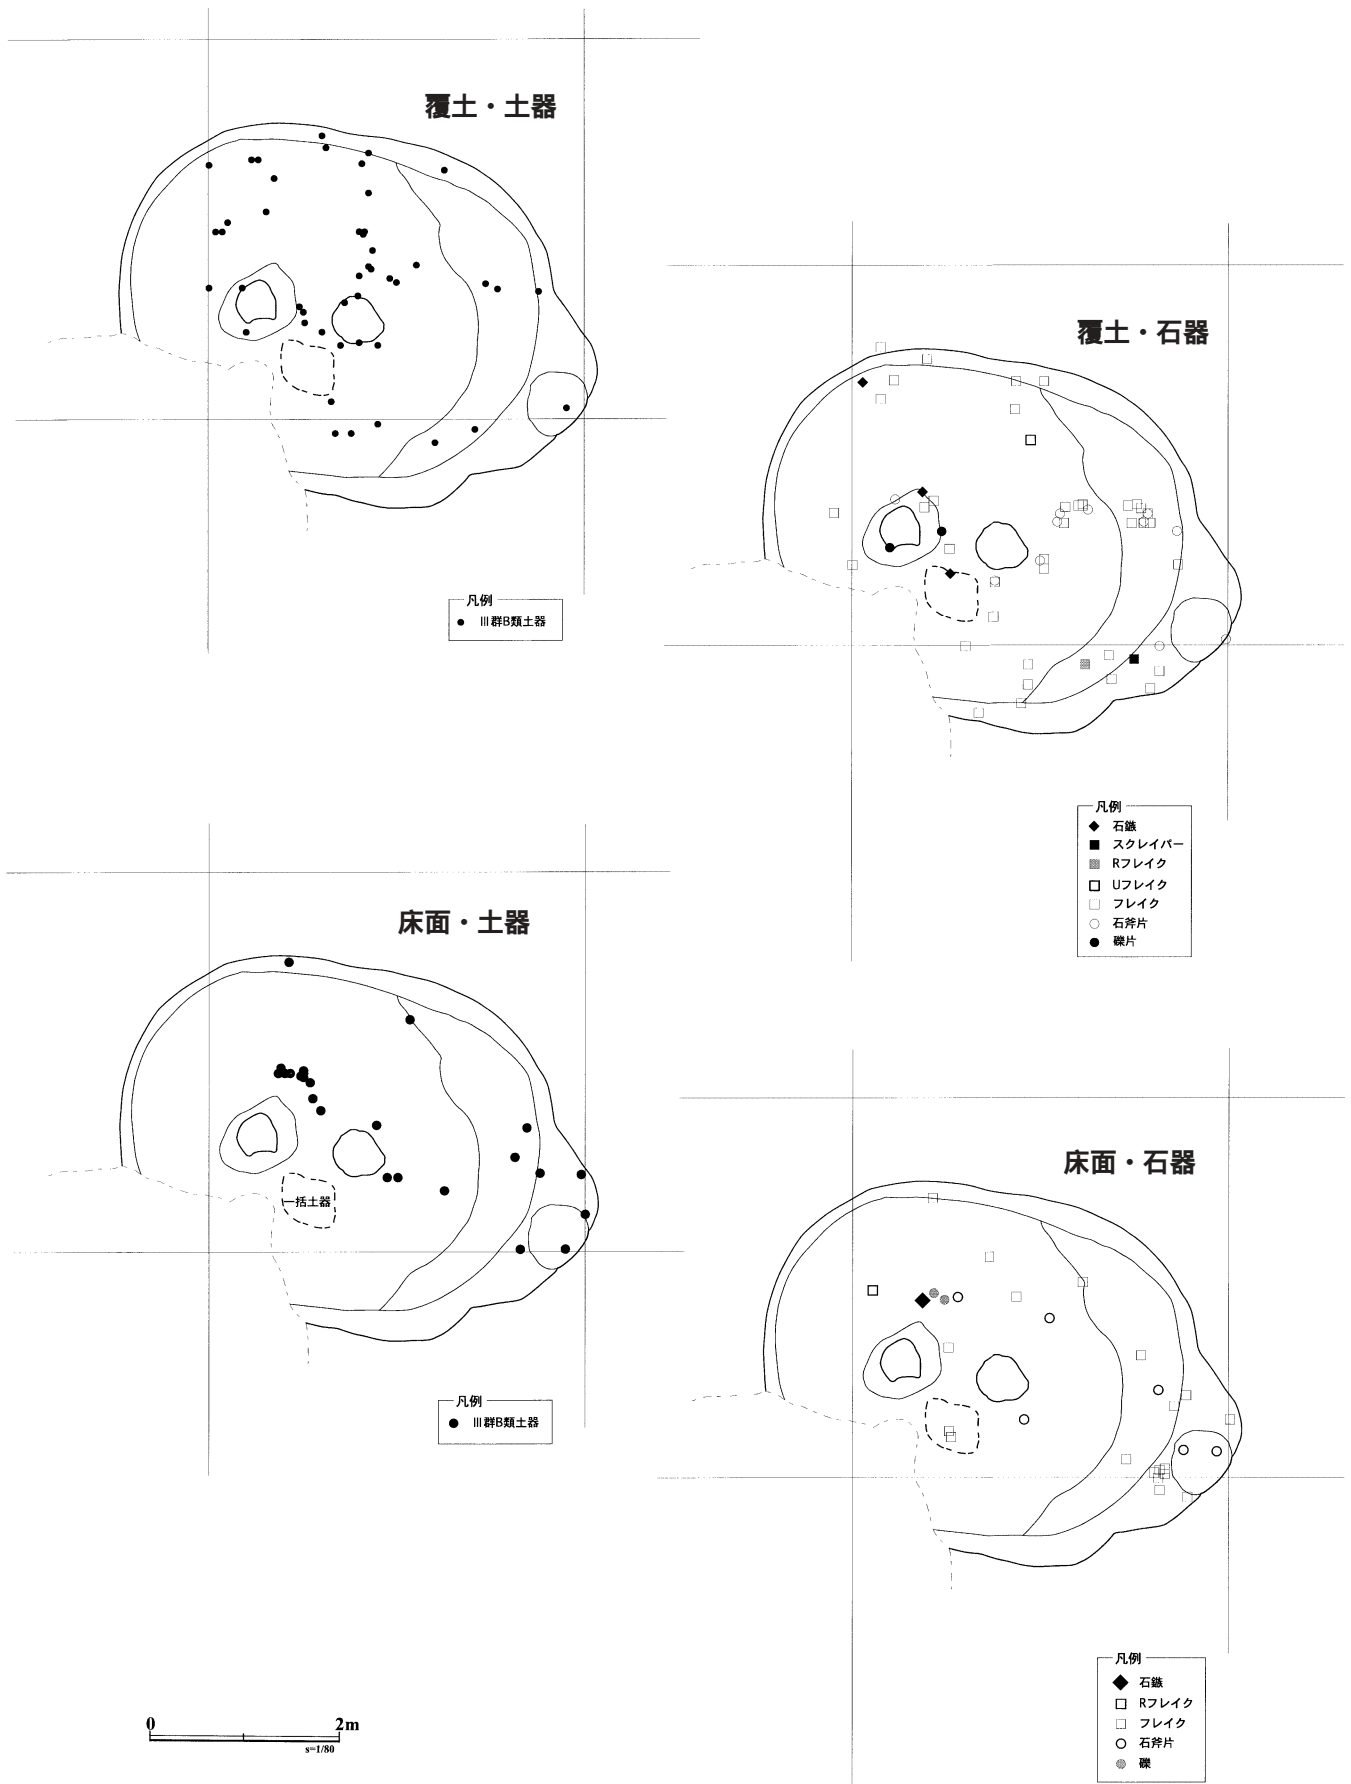 覆土・土器
凡例
● III群B類土器
覆土・石器
凡例
石鏃
スクレイパー
Rフレイク
Uフレイク
フレイク
石斧片
礫片
床面・土器
一括土器
凡例
● III群B類土器
床面・石器
凡例
石鏃
Rフレイク
フレイク
石斧片
礫
0 2m
s=1/80